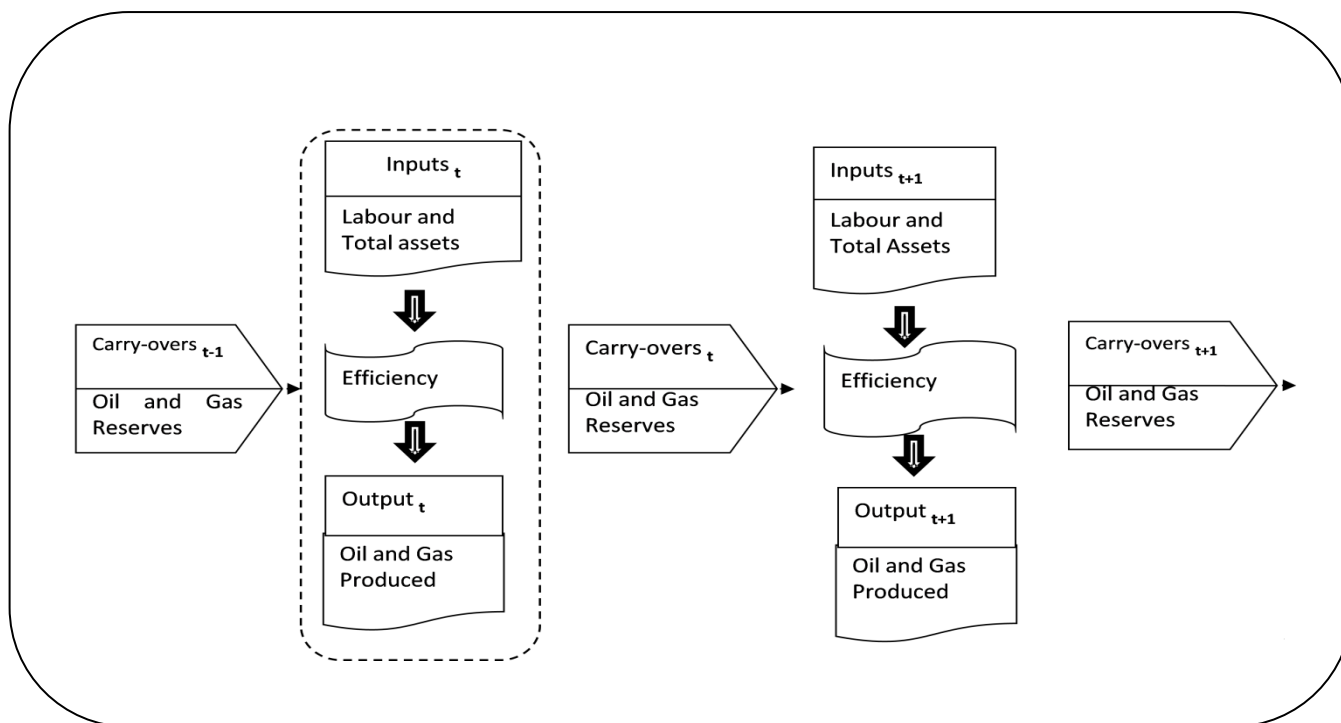 Carry-overs t-1
Oil and Gas
Reserves
Inputs t
Labour and
Total assets
Efficiency
Output t
Oil and Gas
Produced
Carry-overs t
Oil and Gas
Reserves
Inputs t+1
Labour and
Total Assets
Efficiency
Output t+1
Oil and Gas
Produced
Carry-overs t+1
Oil and Gas
Reserves